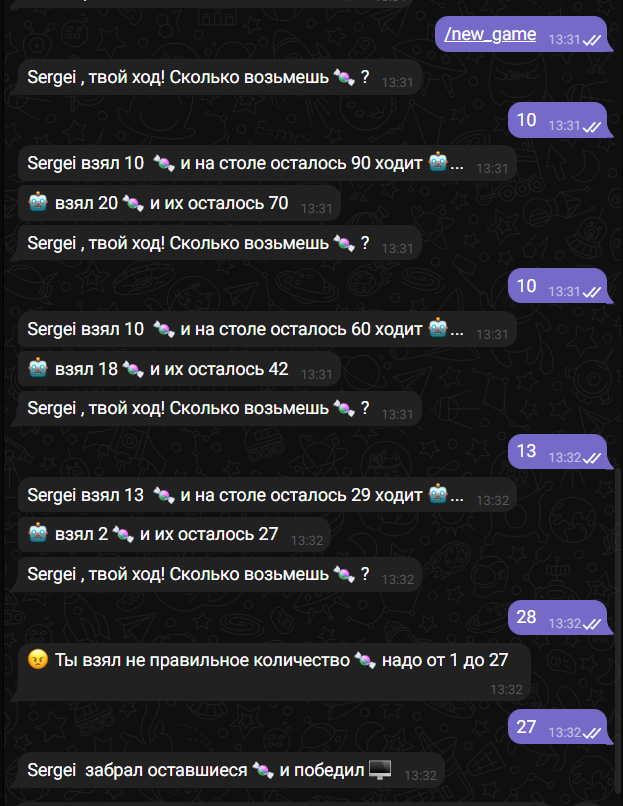 /new_game 13:31
Sergei , твой ход! Сколько возьмешь 🍬 ? 13:31
10 13:31
Sergei взял 10 🍬 и на столе осталось 90 ходит 🤖... 13:31
🤖 взял 20 🍬 и их осталось 70 13:31
Sergei , твой ход! Сколько возьмешь 🍬 ? 13:31
10 13:31
Sergei взял 10 🍬 и на столе осталось 60 ходит 🤖... 13:31
🤖 взял 18 🍬 и их осталось 42 13:31
Sergei , твой ход! Сколько возьмешь 🍬 ? 13:31
13 13:32
Sergei взял 13 🍬 и на столе осталось 29 ходит 🤖... 13:32
🤖 взял 2 🍬 и их осталось 27 13:32
Sergei , твой ход! Сколько возьмешь 🍬 ? 13:32
28 13:32
😠 Ты взял не правильное количество 🍬 надо от 1 до 27
13:32
27 13:32
Sergei забрал оставшиеся 🍬 и победил 🖥 13:32